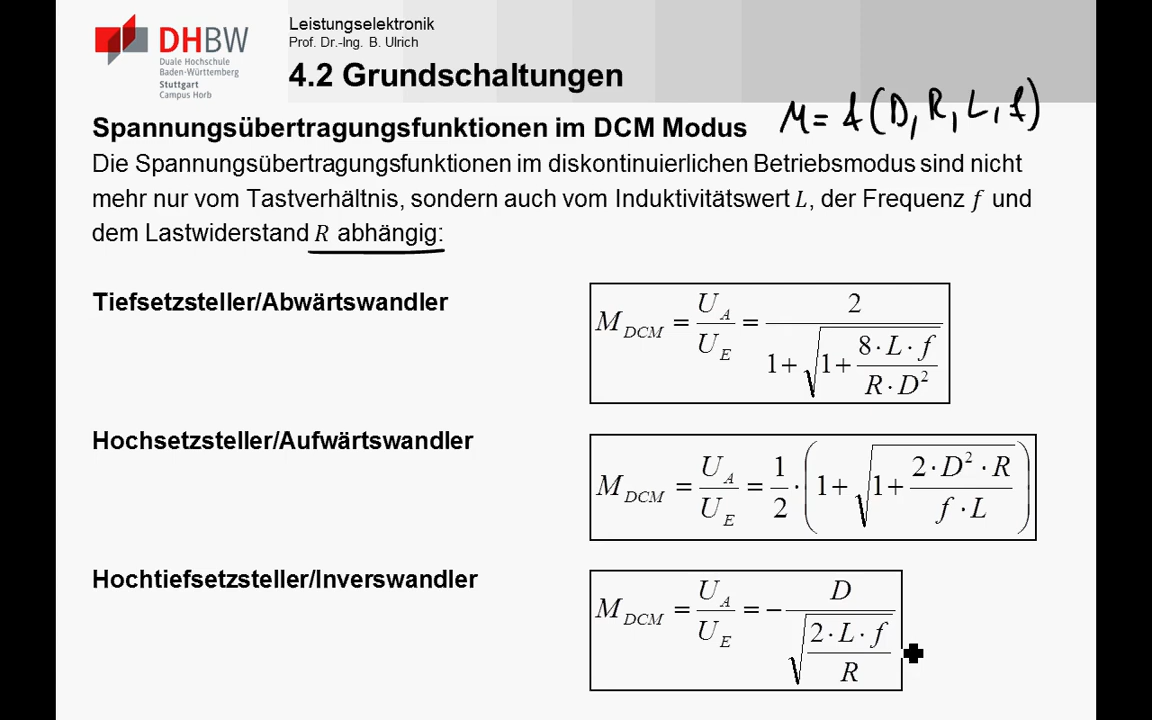 DHBW
Duale Hochschule
Baden-Württemberg
Stuttgart
Campus Horb
Leistungselektronik
Prof. Dr.-Ing. B. Ulrich
4.2 Grundschaltungen
M = f(D, R, L, f)
Spannungsübertragungsfunktionen im DCM Modus
Die Spannungsübertragungsfunktionen im diskontinuierlichen Betriebsmodus sind nicht
mehr nur vom Tastverhältnis, sondern auch vom Induktivitätswert L, der Frequenz f und
dem Lastwiderstand R abhängig:
Tiefsetzsteller/Abwärtswandler
M_DCM = U_A/U_E = 2/(1+√(1+(8·L·f)/(R·D²)))
Hochsetzsteller/Aufwärtswandler
M_DCM = U_A/U_E = 1/2·(1+√(1+(2·D²·R)/(f·L)))
Hochtiefsetzsteller/Inverswandler
M_DCM = U_A/U_E = −D/√((2·L·f)/R)